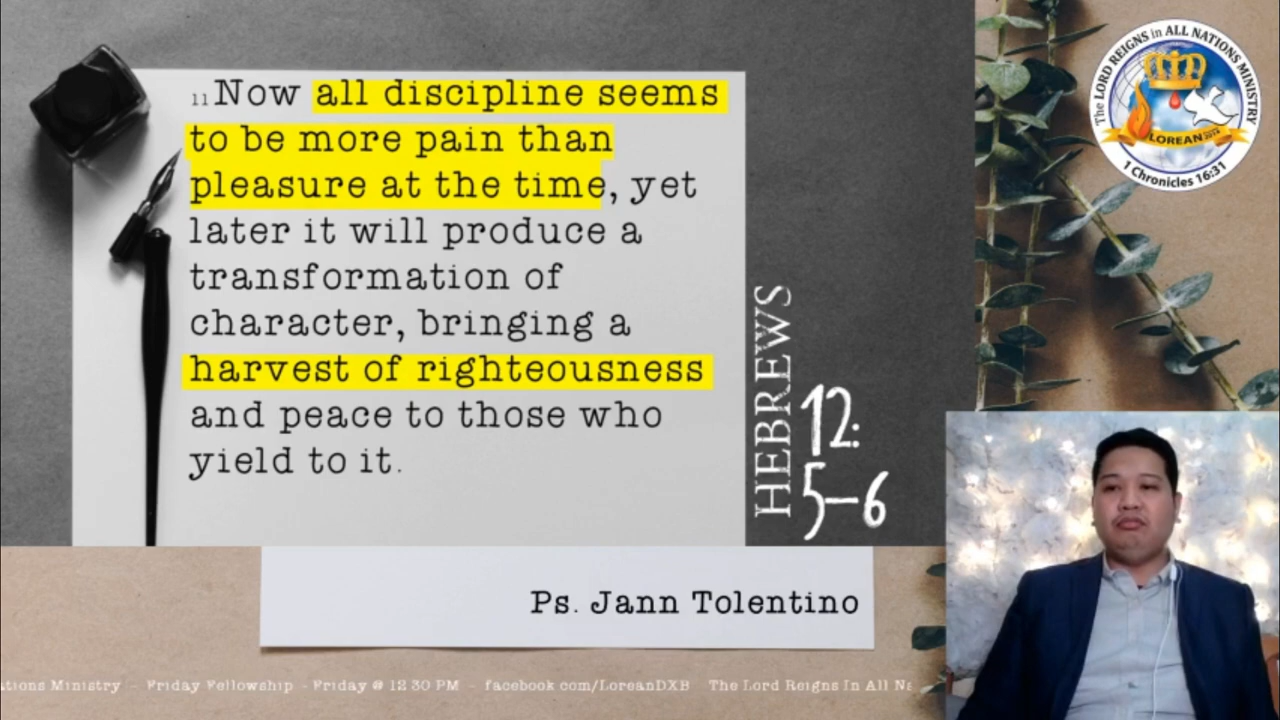 11Now all discipline seems
to be more pain than
pleasure at the time, yet
later it will produce a
transformation of
character, bringing a
harvest of righteousness
and peace to those who
yield to it.
HEBREWS
12:
5-6
The LORD REIGNS in ALL NATIONS MINISTRY
LOREAN
1 Chronicles 16:31
Ps. Jann Tolentino
ations Ministry - Friday Fellowship - Friday @ 12 30 PM - facebook com/LoreanDXB The Lord Reigns In All Na